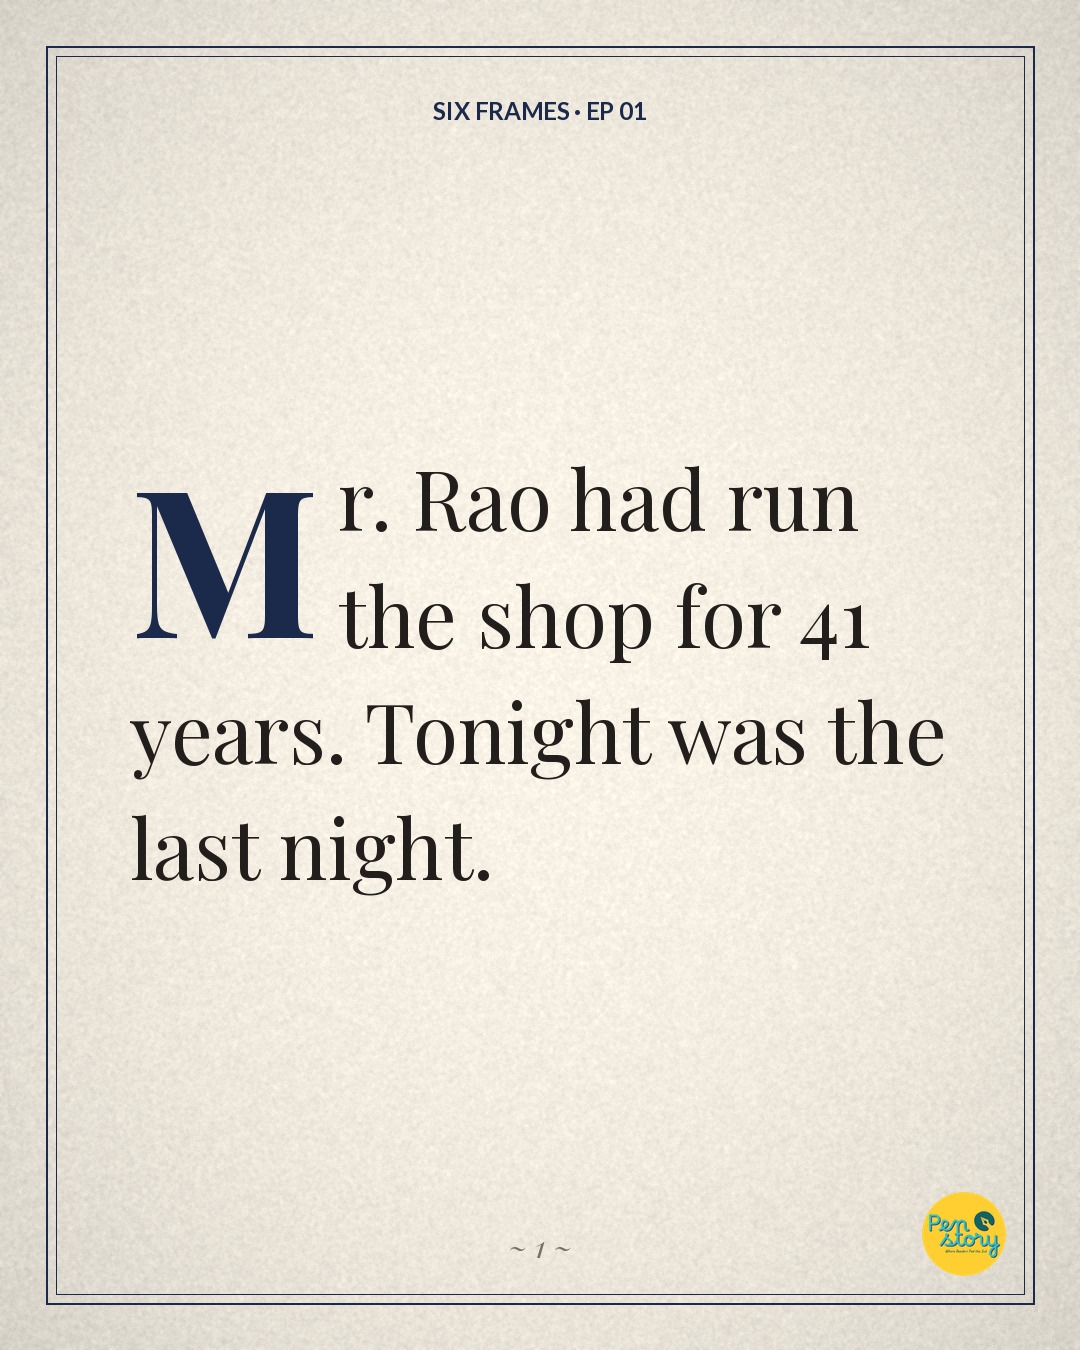 SIX FRAMES · EP 01
Mr. Rao had run
the shop for 41
years. Tonight was the
last night.
~ 1 ~
Pen
story